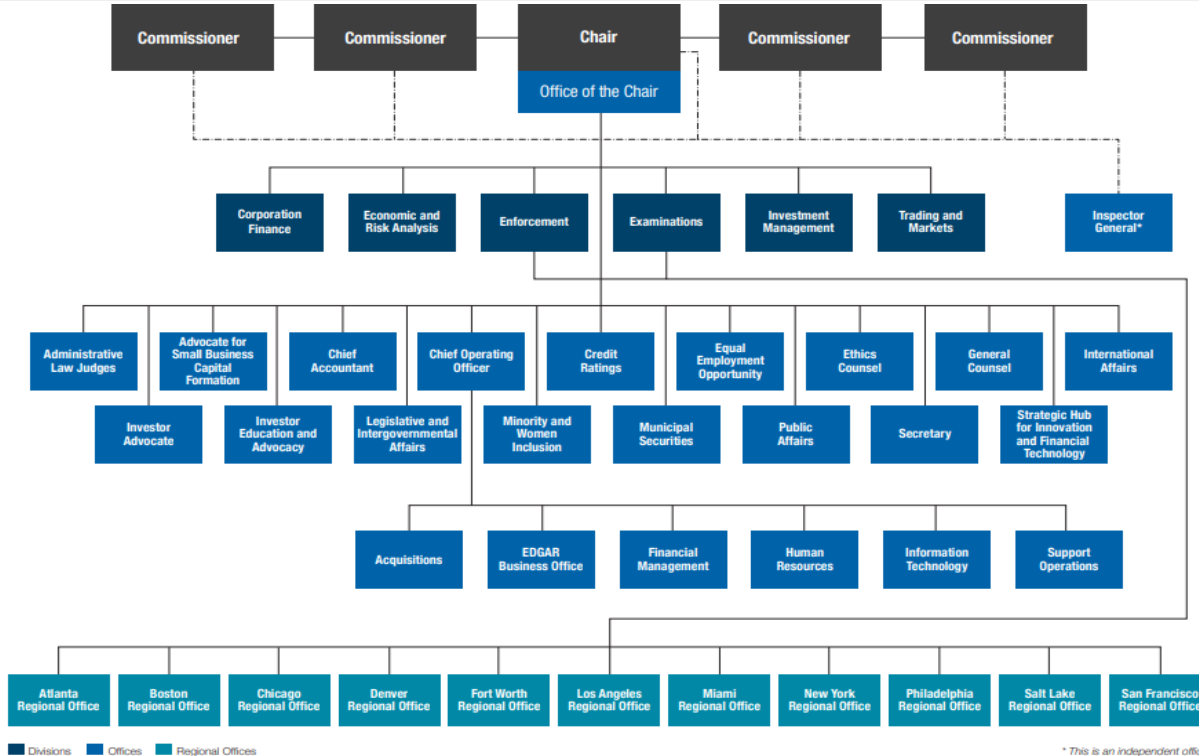 Commissioner
Commissioner
Chair
Commissioner
Commissioner
Office of the Chair
Corporation
Finance
Economic and
Risk Analysis
Enforcement
Examinations
Investment
Management
Trading and
Markets
Inspector
General*
Administrative
Law Judges
Advocate for
Small Business
Capital
Formation
Chief
Accountant
Chief Operating
Officer
Credit
Ratings
Equal
Employment
Opportunity
Ethics
Counsel
General
Counsel
International
Affairs
Investor
Advocate
Investor
Education and
Advocacy
Legislative and
Intergovernmental
Affairs
Minority and
Women
Inclusion
Municipal
Securities
Public
Affairs
Secretary
Strategic Hub
for Innovation
and Financial
Technology
Acquisitions
EDGAR
Business Office
Financial
Management
Human
Resources
Information
Technology
Support
Operations
Atlanta
Regional Office
Boston
Regional Office
Chicago
Regional Office
Denver
Regional Office
Fort Worth
Regional Office
Los Angeles
Regional Office
Miami
Regional Office
New York
Regional Office
Philadelphia
Regional Office
Salt Lake
Regional Office
San Francisco
Regional Office
Divisions
Offices
Regional Offices
* This is an independent offic